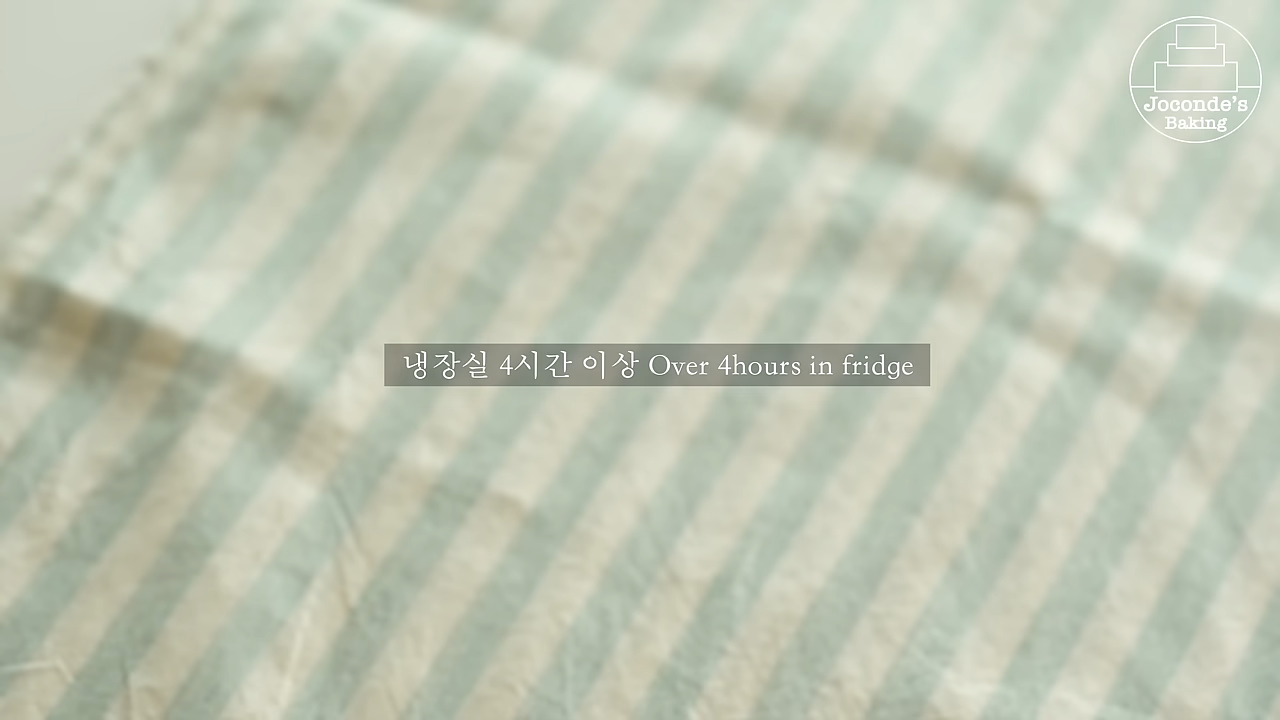 Joconde's
Baking
냉장실 4시간 이상 Over 4hours in fridge